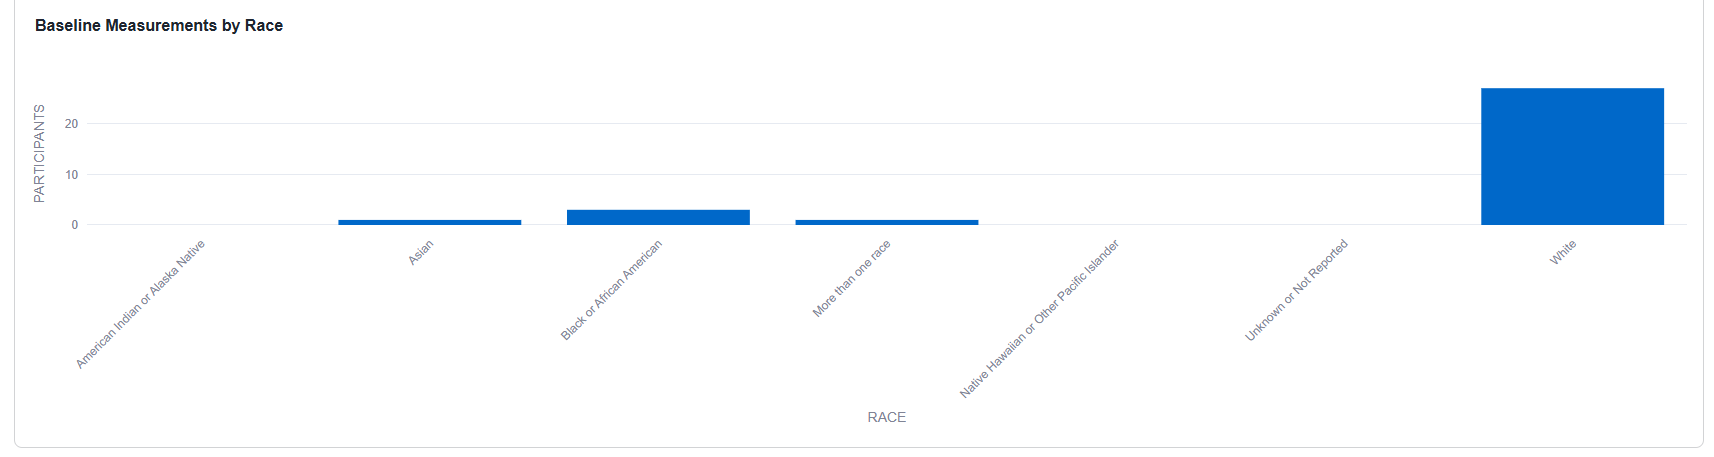 Baseline Measurements by Race
PARTICIPANTS
20
10
0
American Indian or Alaska Native
Asian
Black or African American
More than one race
Native Hawaiian or Other Pacific Islander
Unknown or Not Reported
White
RACE